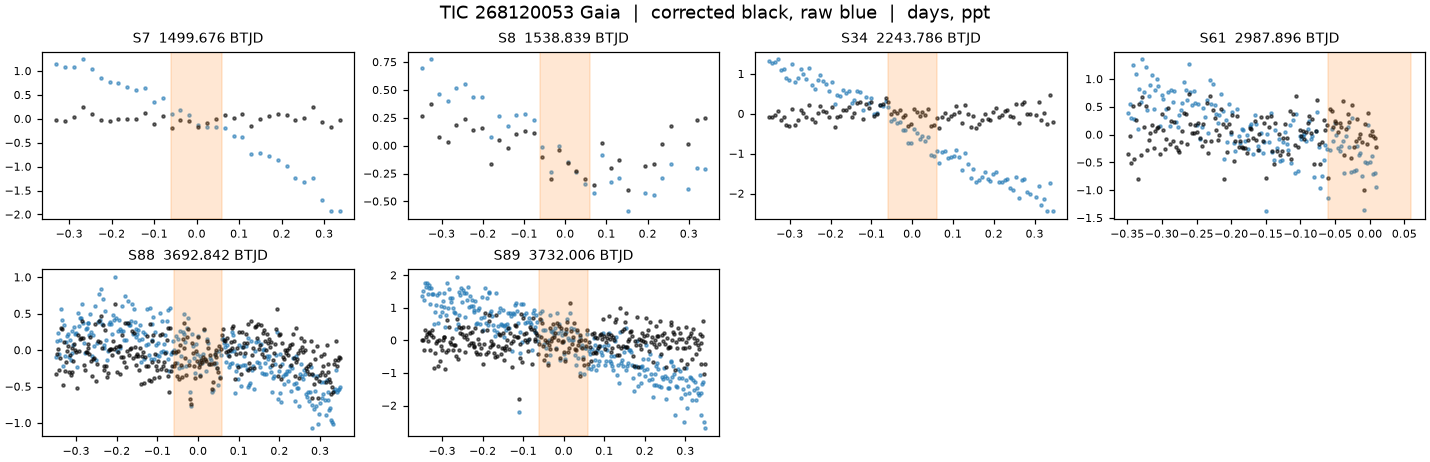 TIC 268120053 Gaia | corrected black, raw blue | days, ppt
S7 1499.676 BTJD
S8 1538.839 BTJD
S34 2243.786 BTJD
S61 2987.896 BTJD
1.0
0.5
0.0
−0.5
−1.0
−1.5
−2.0
−0.3 −0.2 −0.1 0.0 0.1 0.2 0.3
0.75
0.50
0.25
0.00
−0.25
−0.50
−0.3 −0.2 −0.1 0.0 0.1 0.2 0.3
1
0
−1
−2
−0.3 −0.2 −0.1 0.0 0.1 0.2 0.3
1.0
0.5
0.0
−0.5
−1.0
−1.5
−0.35−0.30−0.25−0.20−0.15−0.10−0.05 0.00 0.05
S88 3692.842 BTJD
S89 3732.006 BTJD
1.0
0.5
0.0
−0.5
−1.0
−0.3 −0.2 −0.1 0.0 0.1 0.2 0.3
2
1
0
−1
−2
−0.3 −0.2 −0.1 0.0 0.1 0.2 0.3